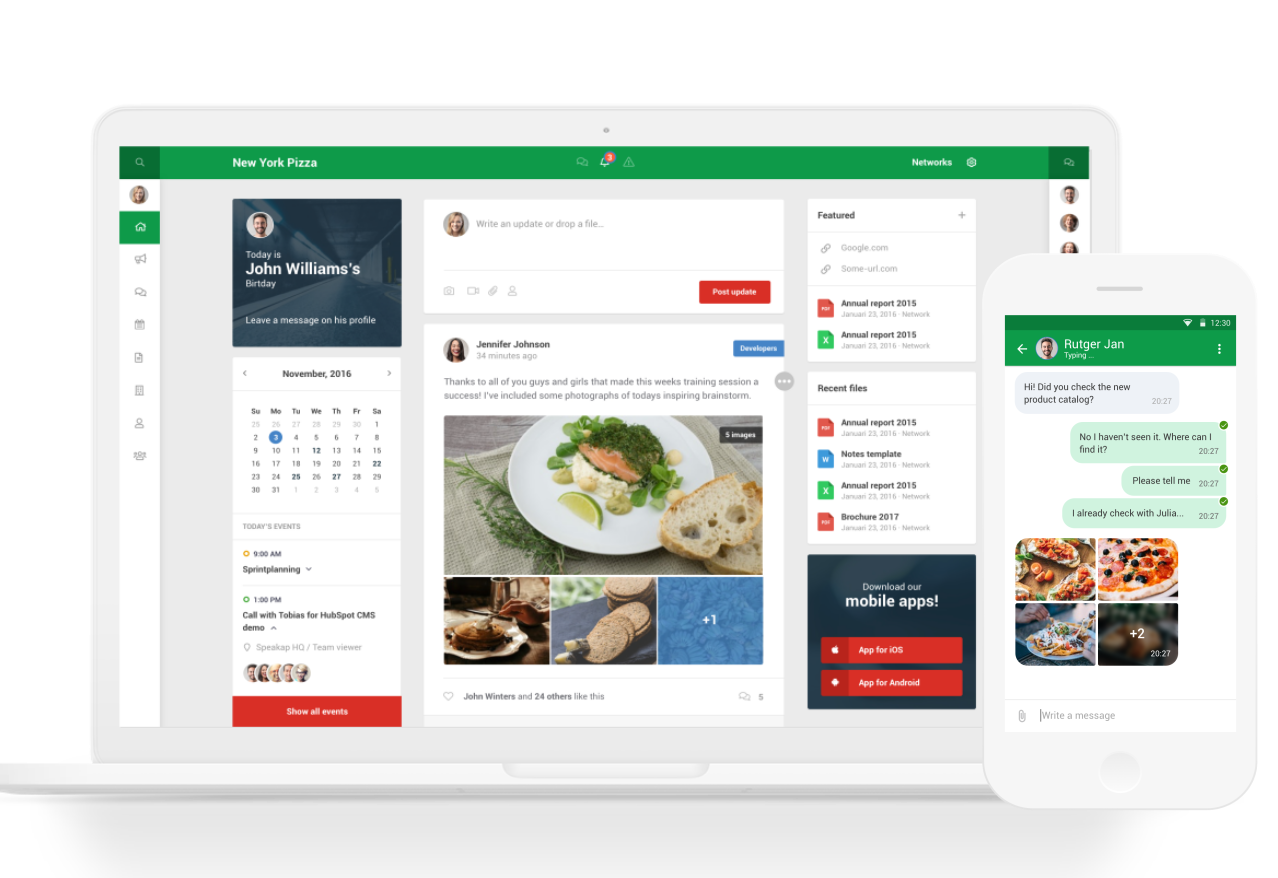 New York Pizza
3
Networks
Today is
John Williams's
Birtday
Leave a message on his profile
November, 2016
Su Mo Tu We Th Fr Sa
25 26 27 28 29 30 1
2 3 4 5 6 7 8
9 10 11 12 13 14 15
16 17 18 19 20 21 22
23 24 25 26 27 28 29
30 31 1 2 3 4 5
TODAY'S EVENTS
9:00 AM
Sprintplanning
1:00 PM
Call with Tobias for HubSpot CMS
demo
Speakap HQ / Team viewer
Show all events
Write an update or drop a file...
Post update
Jennifer Johnson
34 minutes ago
Developers
Thanks to all of you guys and girls that made this weeks training session a
success! I've included some photographs of todays inspiring brainstorm.
5 images
+1
John Winters and 24 others like this
5
Featured
Google.com
Some-url.com
PDF
Annual report 2015
Januari 23, 2016 · Network
X
Annual report 2015
Januari 23, 2016 · Network
Recent files
PDF
Annual report 2015
Januari 23, 2016 · Network
W
Notes template
Januari 23, 2016 · Network
X
Annual report 2015
Januari 23, 2016 · Network
PDF
Brochure 2017
Januari 23, 2016 · Network
Download our
mobile apps!
App for iOS
App for Android
12:30
Rutger Jan
Typing ...
Hi! Did you check the new
product catalog?
20:27
No I haven't seen it. Where can I
find it?
20:27
Please tell me 20:27
I already check with Julia... 20:27
+2
20:27
Write a message